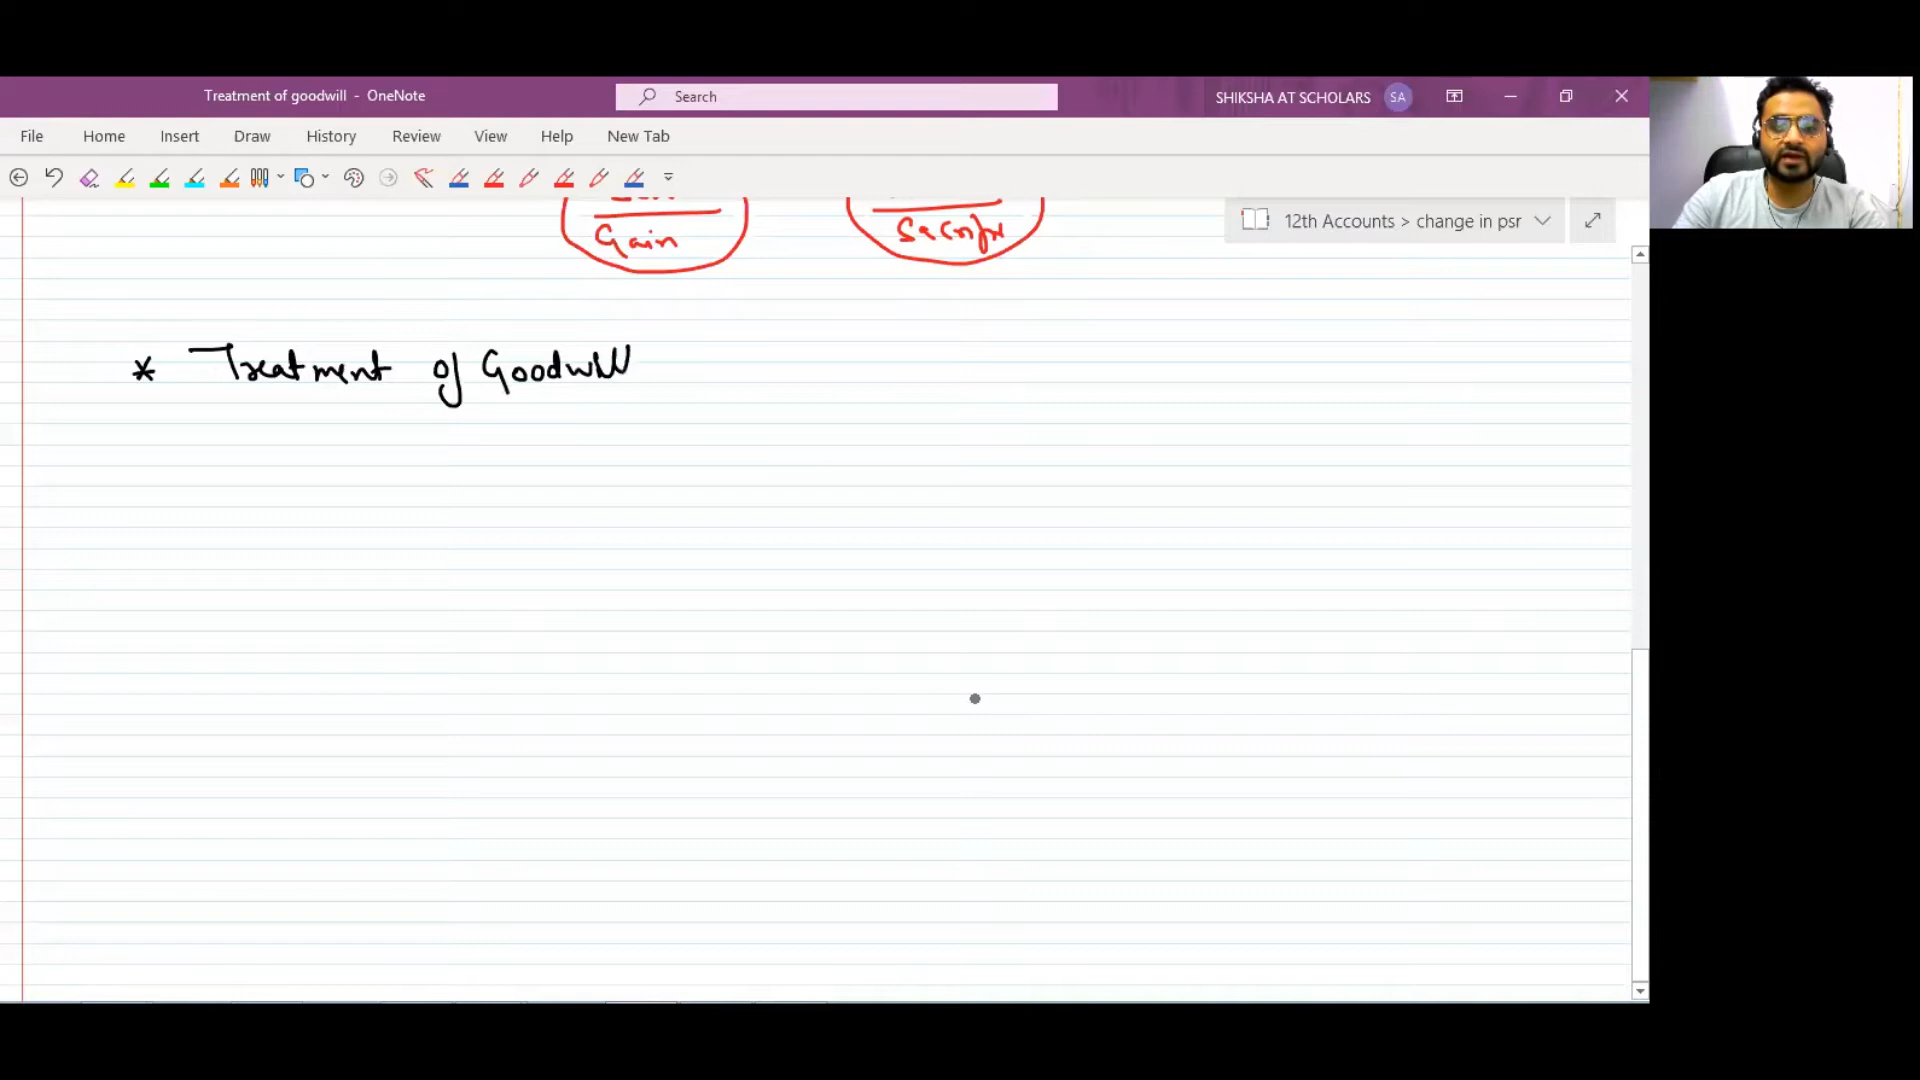 Treatment of goodwill - OneNote
Search
SHIKSHA AT SCHOLARS SA
File Home Insert Draw History Review View Help New Tab
12th Accounts > change in psr
Gain
Sacrifice
* Treatment of Goodwill